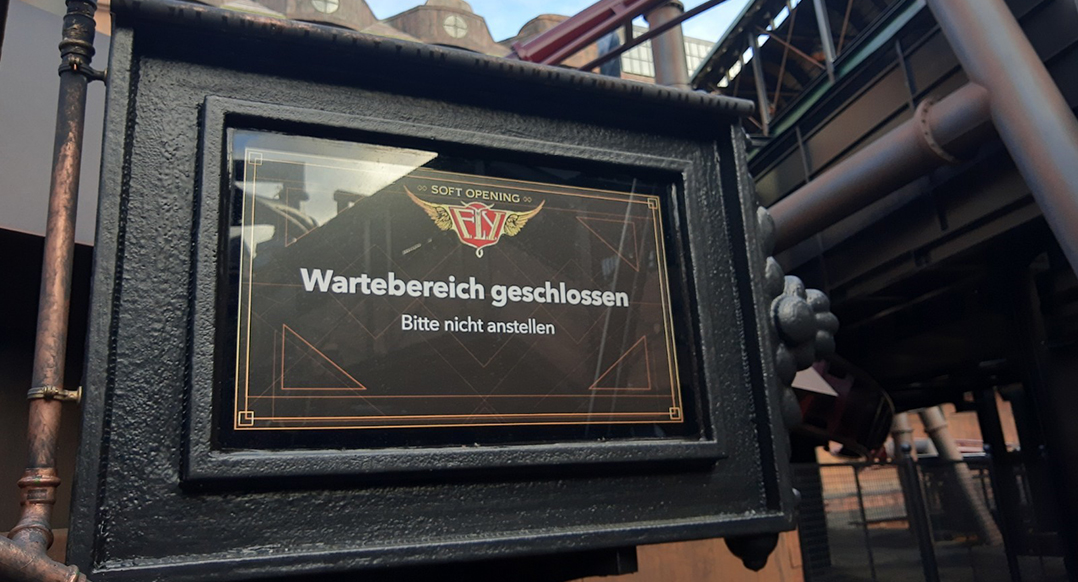 SOFT OPENING
FLY
Wartebereich geschlossen
Bitte nicht anstellen